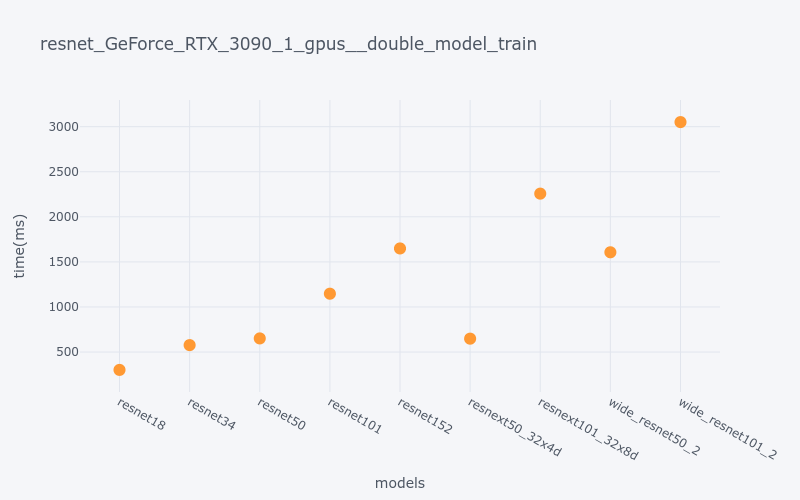 resnet_GeForce_RTX_3090_1_gpus__double_model_train
time(ms)
3000
2500
2000
1500
1000
500
resnet18
resnet34
resnet50
resnet101
resnet152
resnext50_32x4d
resnext101_32x8d
wide_resnet50_2
wide_resnet101_2
models